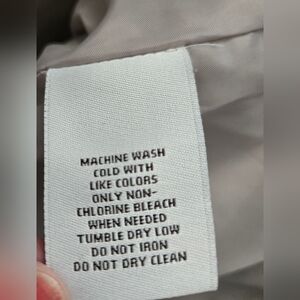 MACHINE WASH
COLD WITH
LIKE COLORS
ONLY NON-
CHLORINE BLEACH
WHEN NEEDED
TUMBLE DRY LOW
DO NOT IRON
DO NOT DRY CLEAN